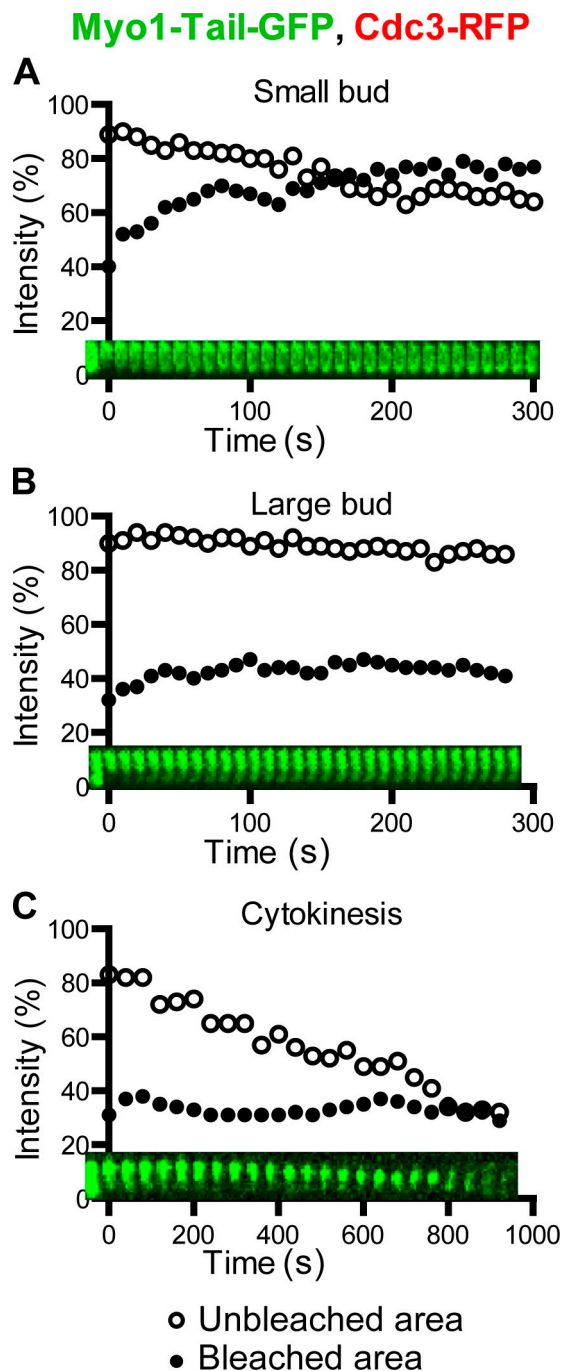 Myo1-Tail-GFP, Cdc3-RFP
A
Small bud
100
80
60
40
20
0
Intensity (%)
0 100 200 300
Time (s)
B
Large bud
100
80
60
40
20
0
Intensity (%)
0 100 200 300
Time (s)
C
Cytokinesis
100
80
60
40
20
0
Intensity (%)
0 200 400 600 800 1000
Time (s)
Unbleached area
Bleached area